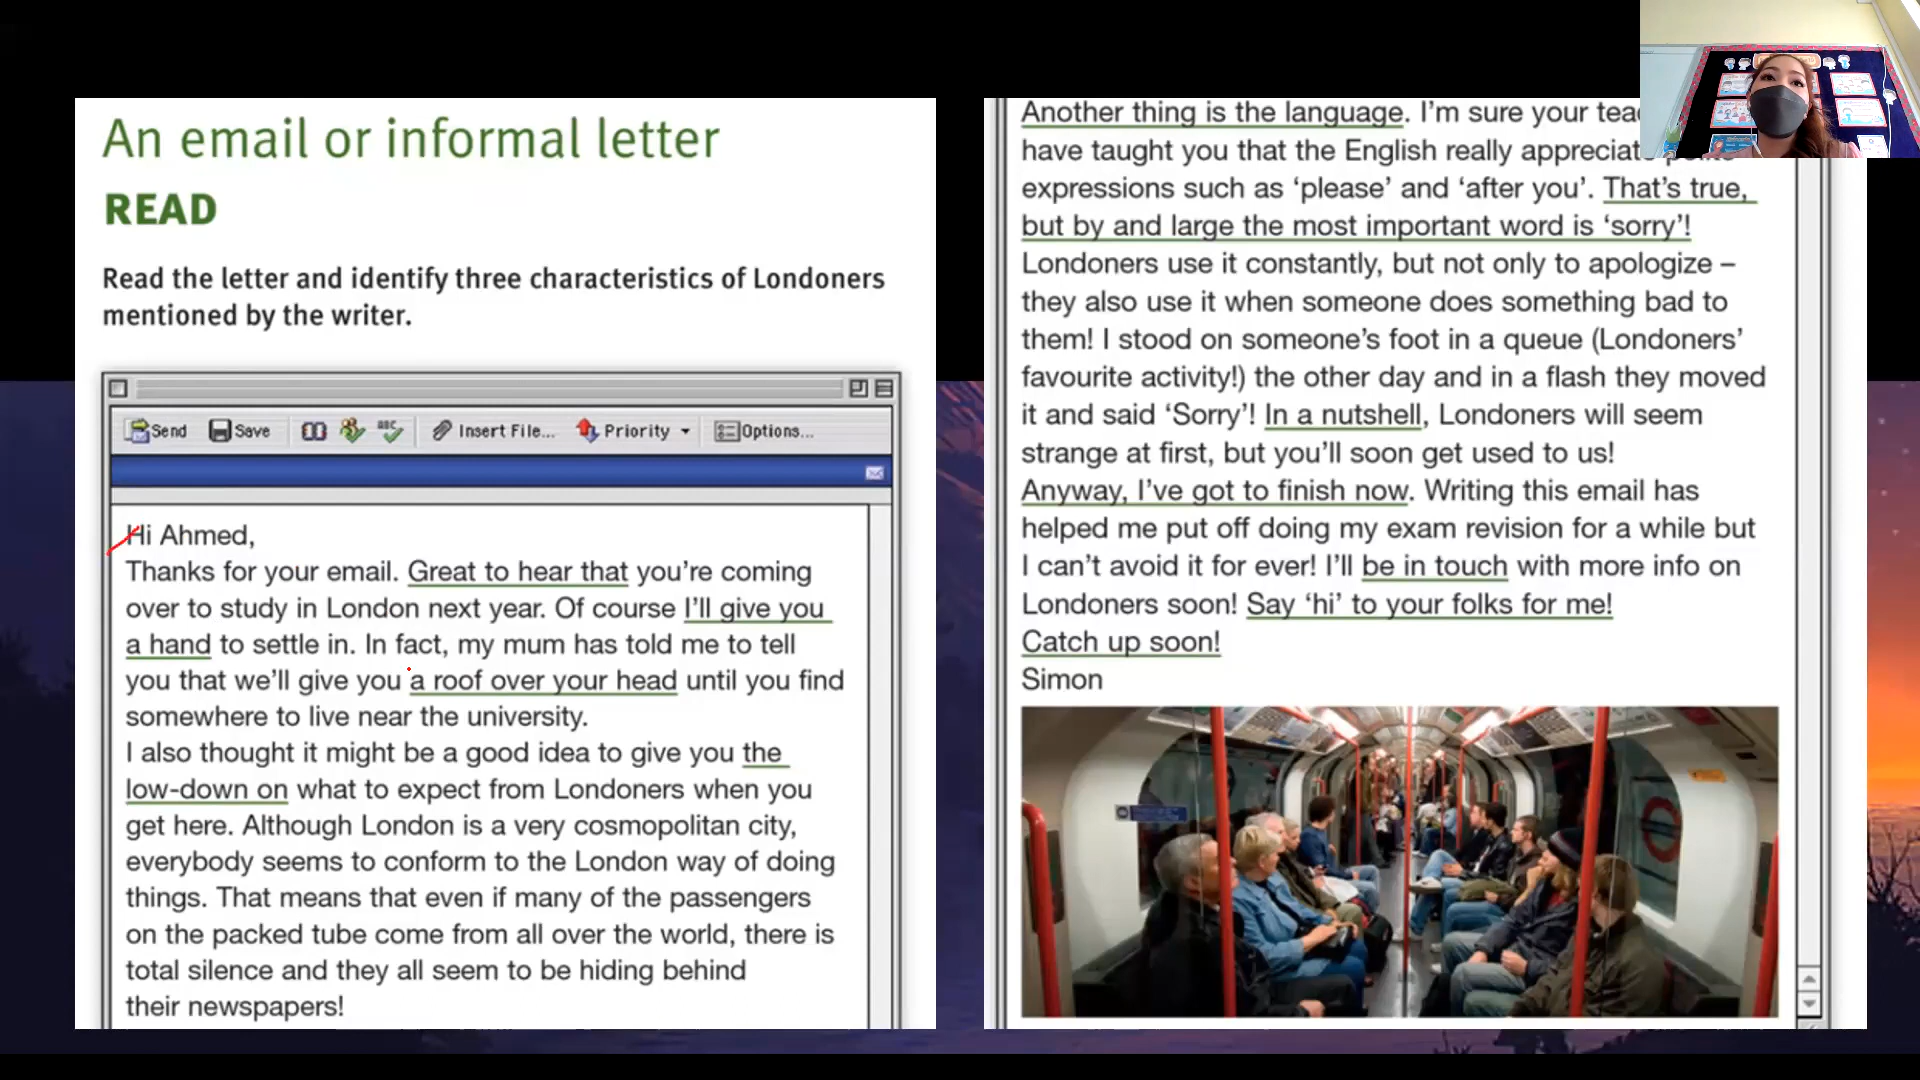 An email or informal letter
READ
Read the letter and identify three characteristics of Londoners
mentioned by the writer.
Send Save ABC Insert File... Priority Options...
Hi Ahmed,
Thanks for your email. Great to hear that you're coming
over to study in London next year. Of course I'll give you
a hand to settle in. In fact, my mum has told me to tell
you that we'll give you a roof over your head until you find
somewhere to live near the university.
I also thought it might be a good idea to give you the
low-down on what to expect from Londoners when you
get here. Although London is a very cosmopolitan city,
everybody seems to conform to the London way of doing
things. That means that even if many of the passengers
on the packed tube come from all over the world, there is
total silence and they all seem to be hiding behind
their newspapers!
Another thing is the language. I'm sure your
have taught you that the English really appreciate
expressions such as ‘please’ and ‘after you’. That's true,
but by and large the most important word is ‘sorry’!
Londoners use it constantly, but not only to apologize –
they also use it when someone does something bad to
them! I stood on someone's foot in a queue (Londoners’
favourite activity!) the other day and in a flash they moved
it and said ‘Sorry’! In a nutshell, Londoners will seem
strange at first, but you'll soon get used to us!
Anyway, I've got to finish now. Writing this email has
helped me put off doing my exam revision for a while but
I can't avoid it for ever! I'll be in touch with more info on
Londoners soon! Say ‘hi’ to your folks for me!
Catch up soon!
Simon